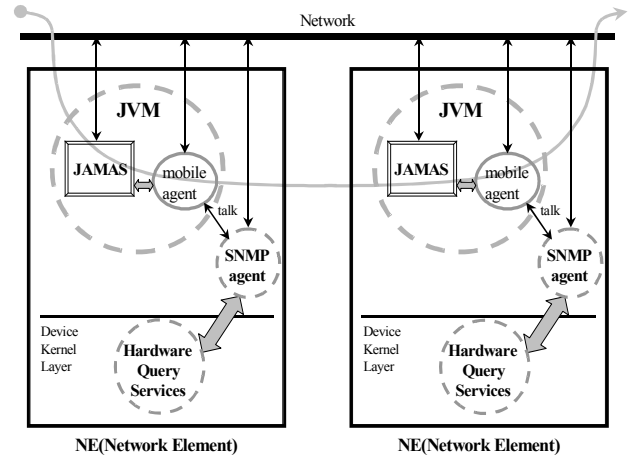 Network
JVM
JAMAS
mobile
agent
talk
SNMP
agent
Device
Kernel
Layer
Hardware
Query
Services
NE(Network Element)
JVM
JAMAS
mobile
agent
talk
SNMP
agent
Device
Kernel
Layer
Hardware
Query
Services
NE(Network Element)